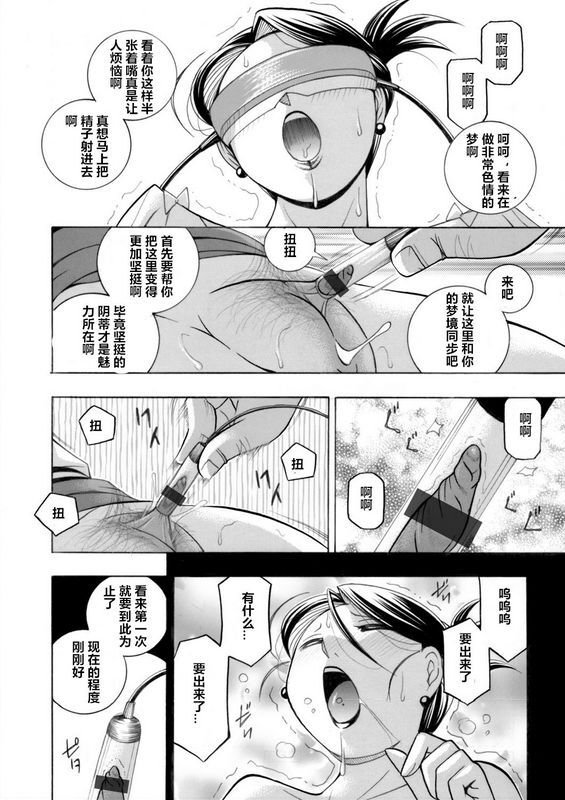 啊啊啊
啊啊啊
呵呵，看来在
做非常色情的
梦啊
看着你这样半
张着嘴真是让
人烦恼啊
真想马上把
精子射进去
啊
来吧
就让这里和你
的梦境同步吧
扭扭
首先要帮你
把这里变得
更加坚挺啊
毕竟坚挺的
阴蒂才是魅
力所在啊
啊啊
啊啊
扭
扭
扭
呜呜呜
要出来了
有什么…
要出来了…
看来第一次
就要到此为
止了
现在的程度
刚刚好